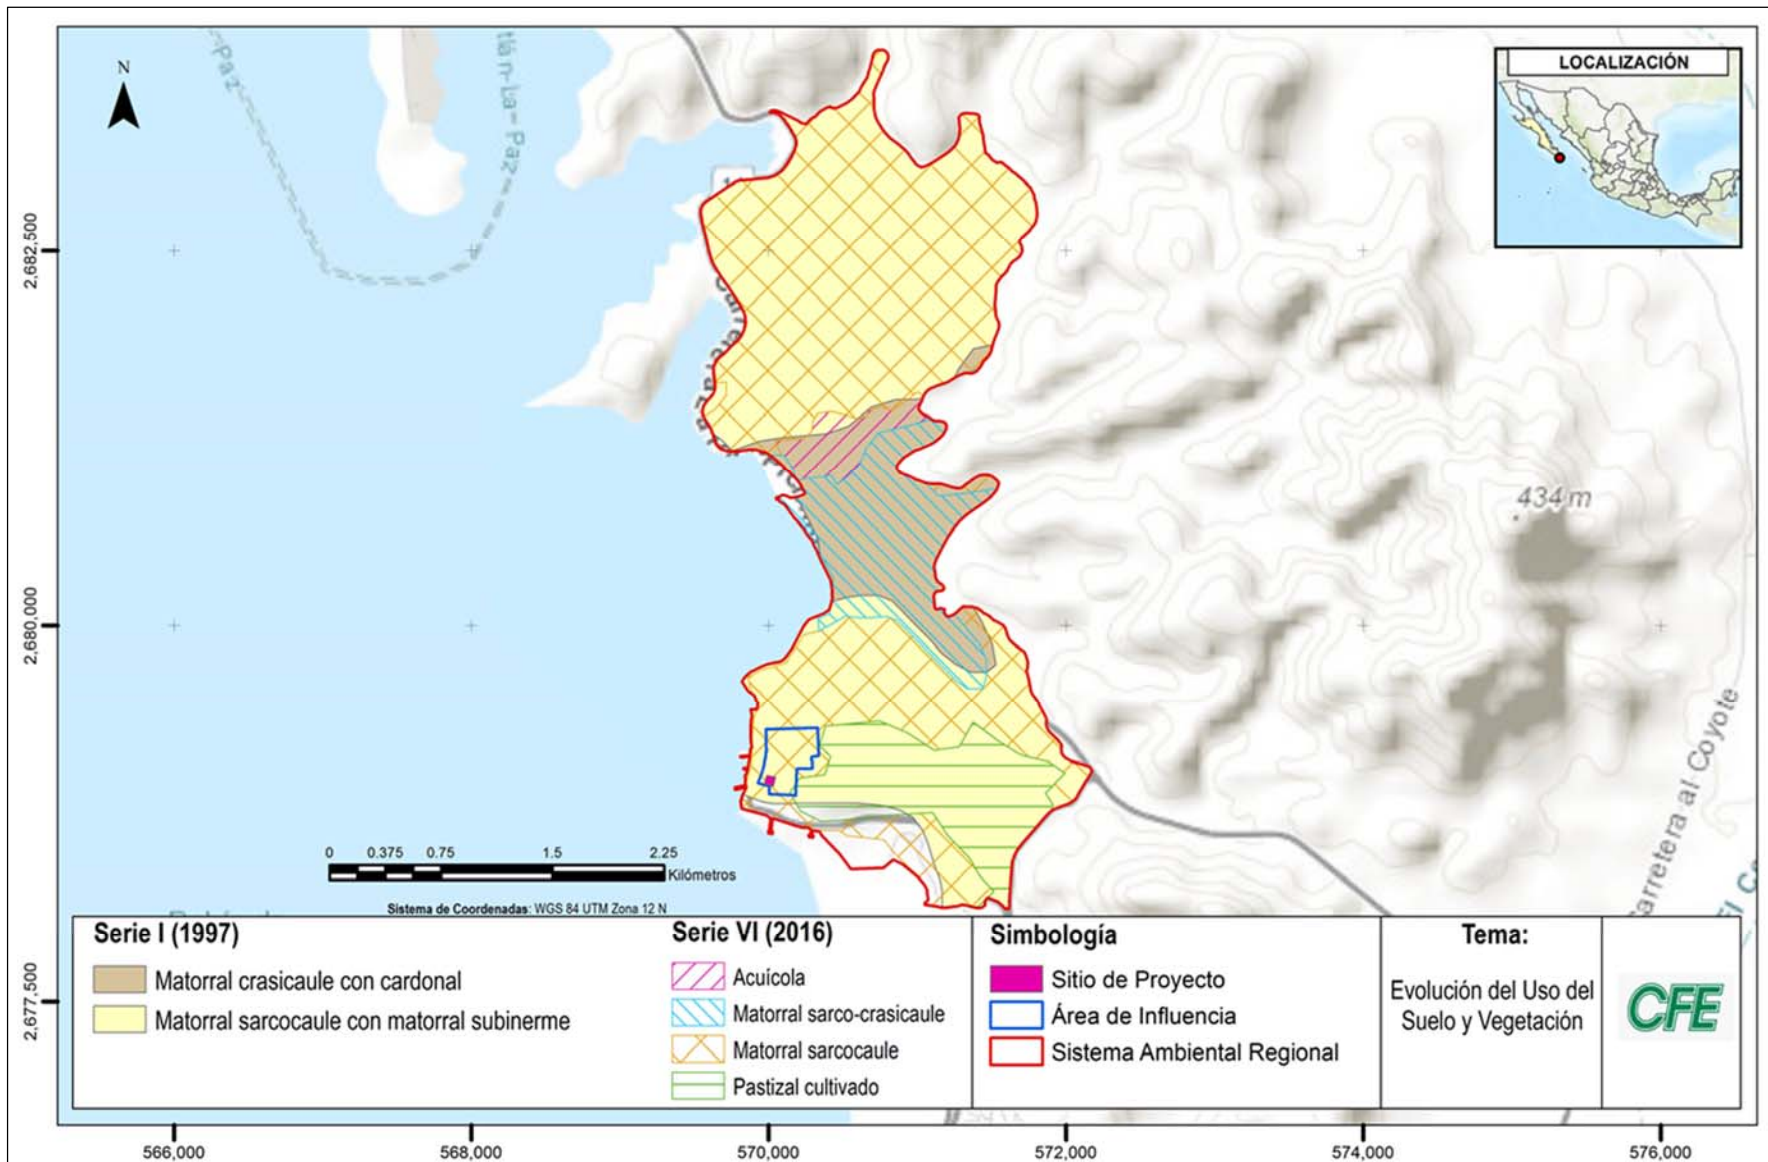 N
LOCALIZACIÓN
Paz
tlán-La-Paz
2,682,500
2,680,000
2,677,500
434 m
Carretera al Coyote
0 0.375 0.75 1.5 2.25
Kilómetros
Sistema de Coordenadas: WGS 84 UTM Zona 12 N
Serie I (1997)
Matorral crasicaule con cardonal
Matorral sarcocaule con matorral subinerme
Serie VI (2016)
Acuícola
Matorral sarco-crasicaule
Matorral sarcocaule
Pastizal cultivado
Simbología
Sitio de Proyecto
Área de Influencia
Sistema Ambiental Regional
Tema:
Evolución del Uso del
Suelo y Vegetación
CFE
566,000 568,000 570,000 572,000 574,000 576,000